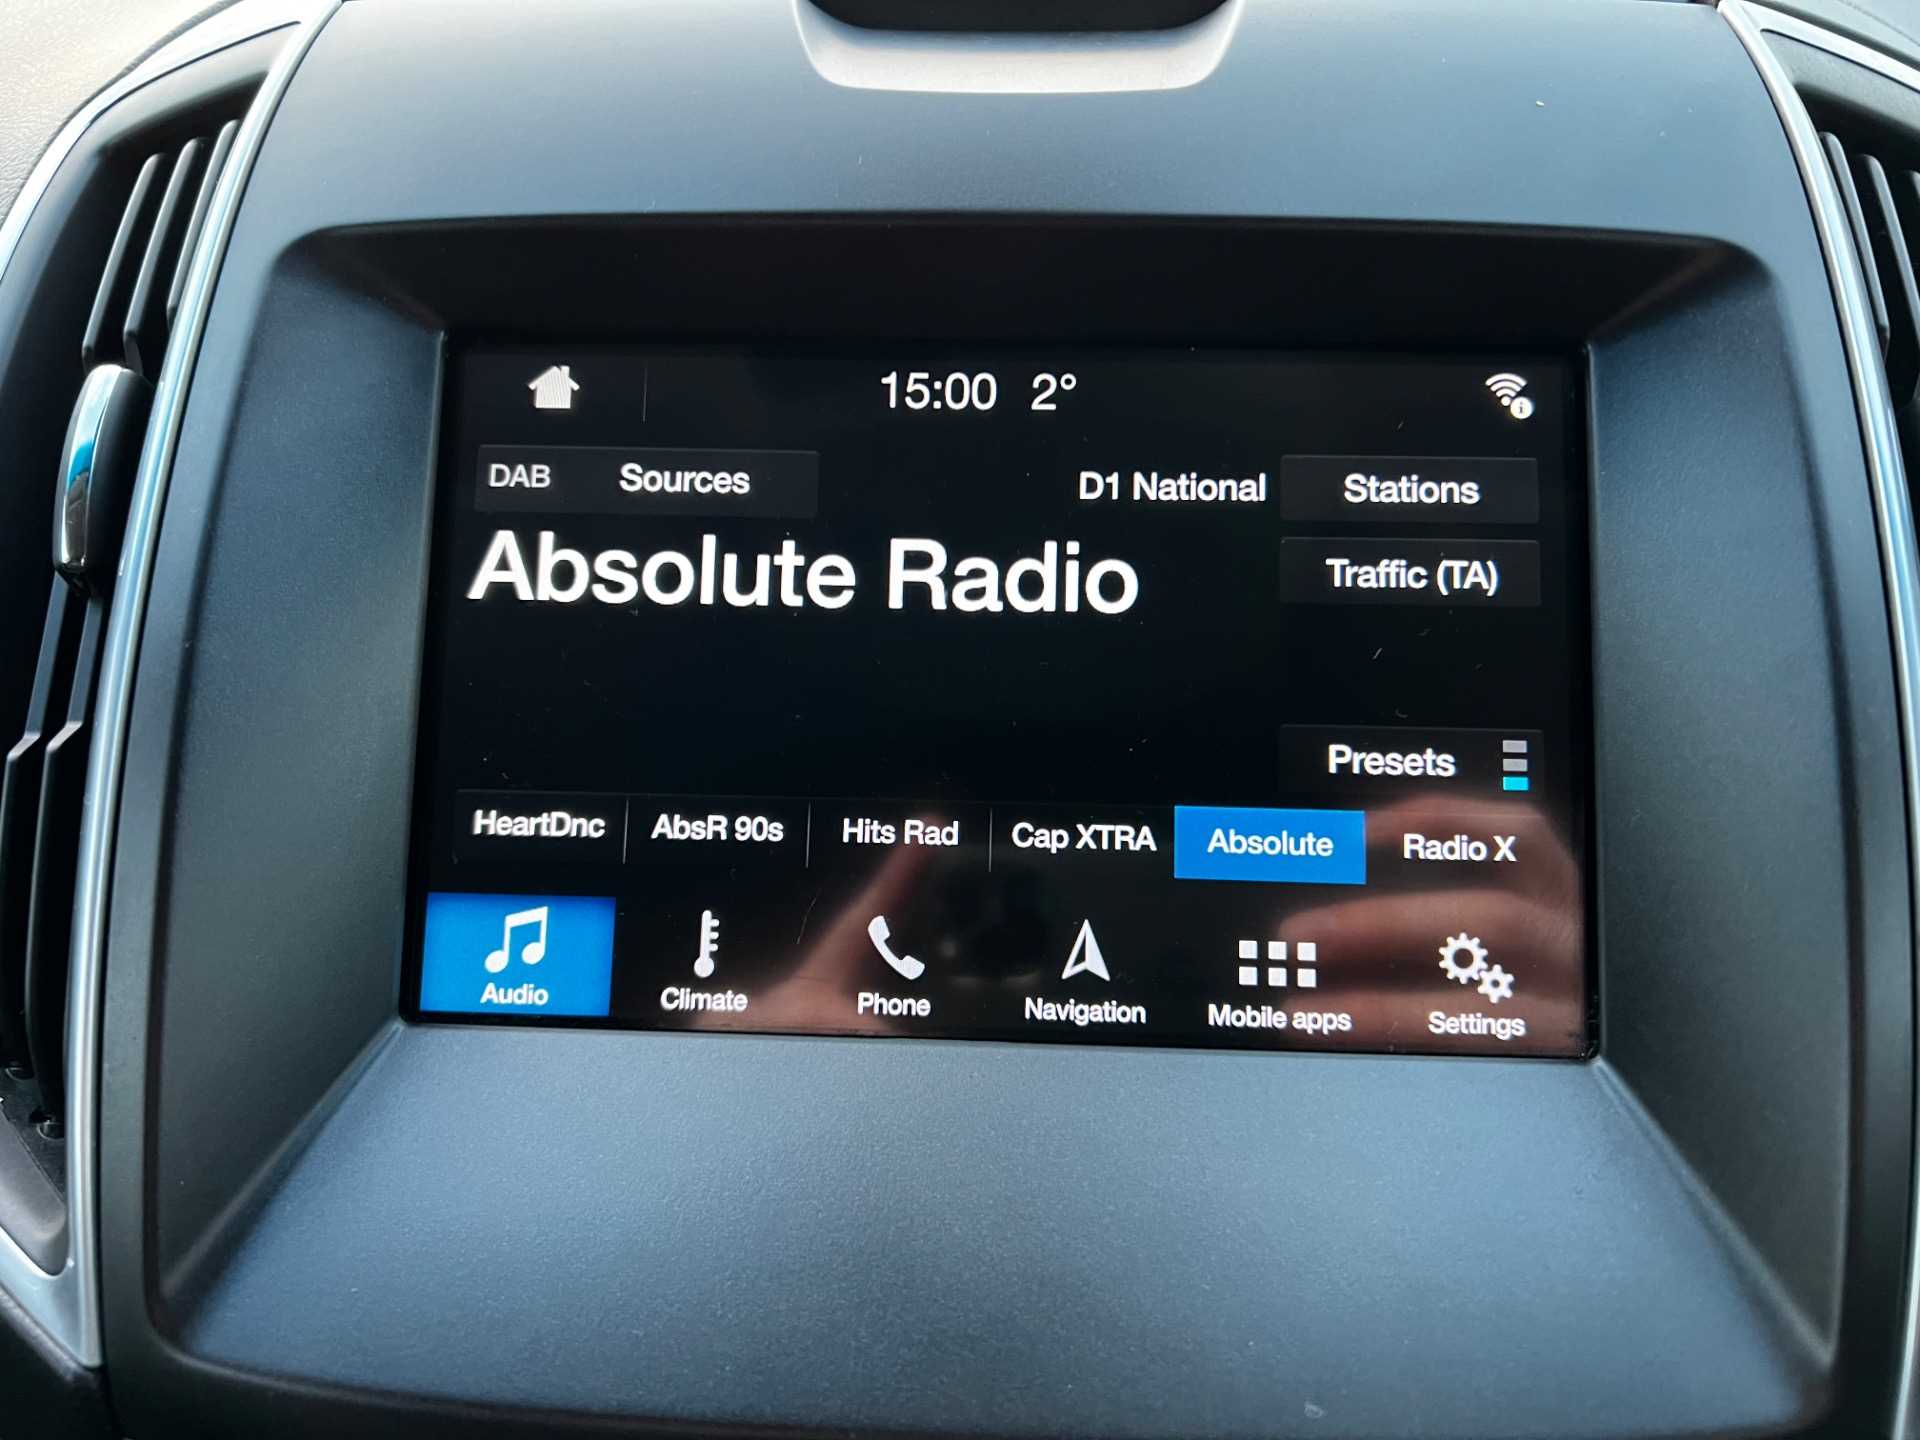 15:00 2°
DAB Sources D1 National Stations
Absolute Radio Traffic (TA)
Presets
HeartDnc AbsR 90s Hits Rad Cap XTRA Absolute Radio X
Audio Climate Phone Navigation Mobile apps Settings